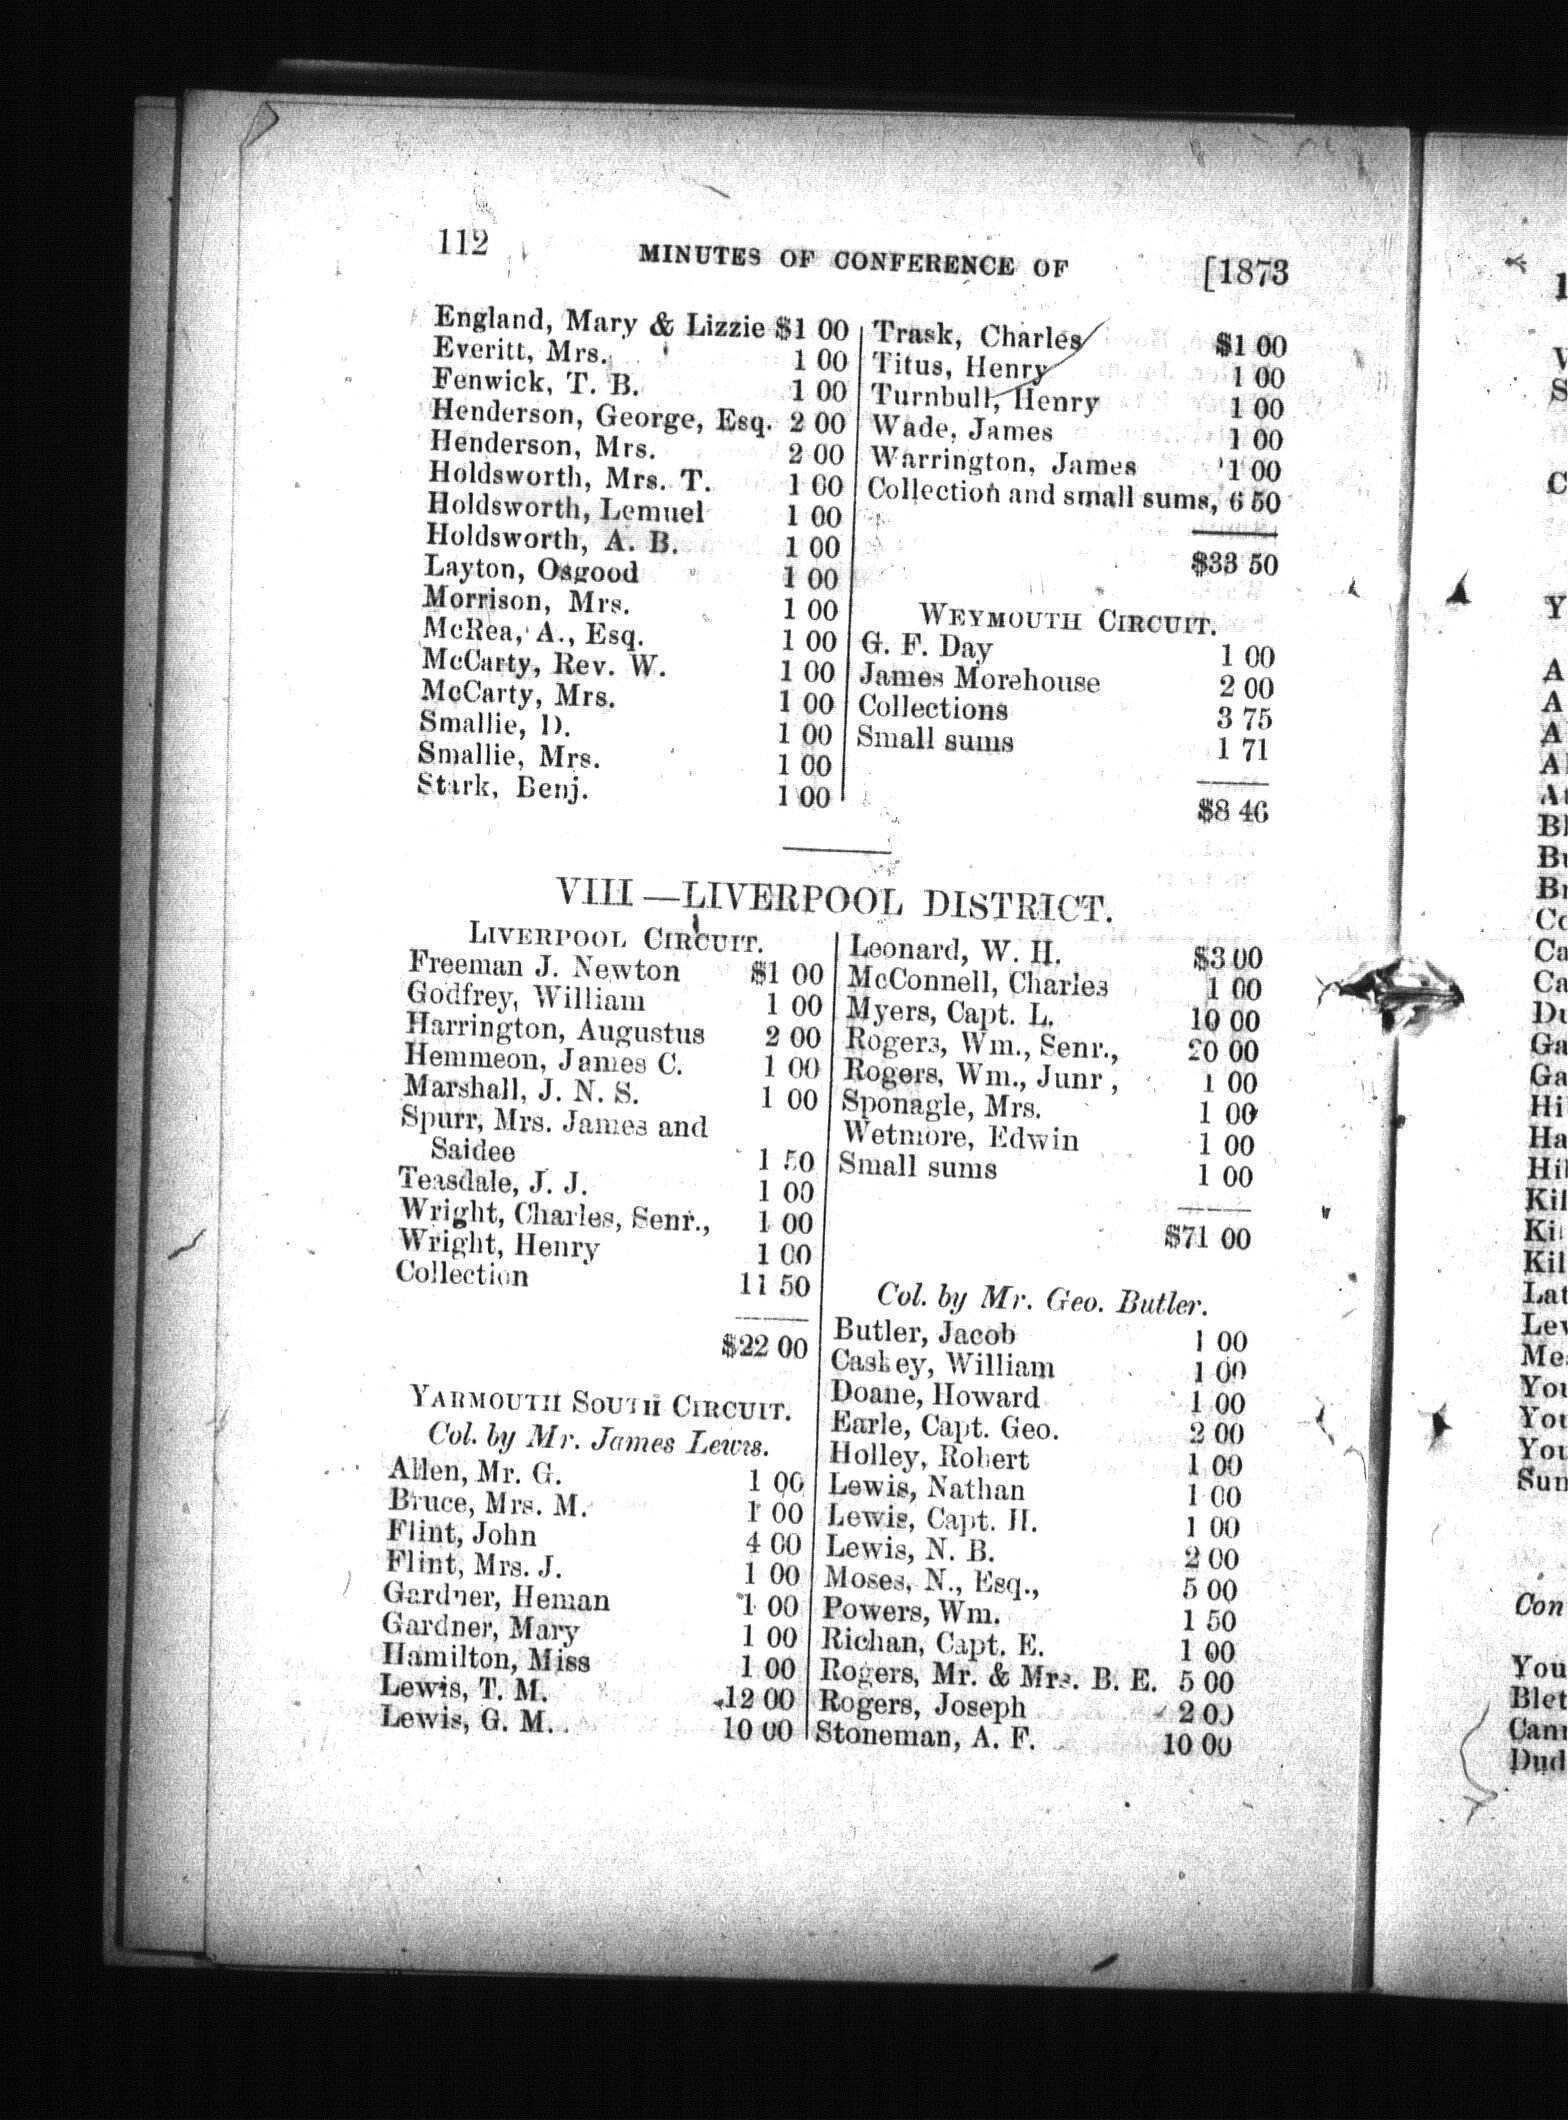 112 MINUTES OF CONFERENCE OF [1873
England, Mary & Lizzie $1 00
Everitt, Mrs. 1 00
Fenwick, T. B. 1 00
Henderson, George, Esq. 2 00
Henderson, Mrs. 2 00
Holdsworth, Mrs. T. 1 00
Holdsworth, Lemuel 1 00
Holdsworth, A. B. 1 00
Layton, Osgood 1 00
Morrison, Mrs. 1 00
McRea, A., Esq. 1 00
McCarty, Rev. W. 1 00
McCarty, Mrs. 1 00
Smallie, D. 1 00
Smallie, Mrs. 1 00
Stark, Benj. 1 00
Trask, Charles $1 00
Titus, Henry 1 00
Turnbull, Henry 1 00
Wade, James 1 00
Warrington, James 1 00
Collection and small sums, 6 50
$33 50
WEYMOUTH CIRCUIT.
G. F. Day 1 00
James Morehouse 2 00
Collections 3 75
Small sums 1 71
$8 46
VIII—LIVERPOOL DISTRICT.
LIVERPOOL CIRCUIT.
Freeman J. Newton $1 00
Godfrey, William 1 00
Harrington, Augustus 2 00
Hemmeon, James C. 1 00
Marshall, J. N. S. 1 00
Spurr, Mrs. James and
Saidee 1 50
Teasdale, J. J. 1 00
Wright, Charles, Senr., 1 00
Wright, Henry 1 00
Collection 11 50
$22 00
YARMOUTH SOUTH CIRCUIT.
Col. by Mr. James Lewis.
Allen, Mr. G. 1 00
Bruce, Mrs. M. 1 00
Flint, John 4 00
Flint, Mrs. J. 1 00
Gardner, Heman 1 00
Gardner, Mary 1 00
Hamilton, Miss 1 00
Lewis, T. M. 12 00
Lewis, G. M. 10 00
Leonard, W. H. $3 00
McConnell, Charles 1 00
Myers, Capt. L. 10 00
Rogers, Wm., Senr., 20 00
Rogers, Wm., Junr, 1 00
Sponagle, Mrs. 1 00
Wetmore, Edwin 1 00
Small sums 1 00
$71 00
Col. by Mr. Geo. Butler.
Butler, Jacob 1 00
Caskey, William 1 00
Doane, Howard 1 00
Earle, Capt. Geo. 2 00
Holley, Robert 1 00
Lewis, Nathan 1 00
Lewis, Capt. H. 1 00
Lewis, N. B. 2 00
Moses, N., Esq., 5 00
Powers, Wm. 1 50
Richan, Capt. E. 1 00
Rogers, Mr. & Mrs. B. E. 5 00
Rogers, Joseph 2 00
Stoneman, A. F. 10 00